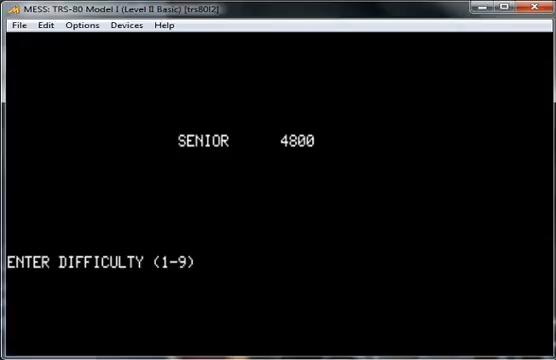 MESS: TRS-80 Model I (Level II Basic) [trs80l2]
File Edit Options Devices Help
SENIOR 4800
ENTER DIFFICULTY (1-9)